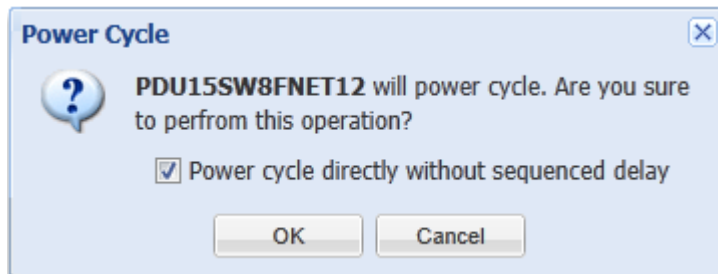 Power Cycle
PDU15SW8FNET12 will power cycle. Are you sure
to perfrom this operation?
Power cycle directly without sequenced delay
OK Cancel